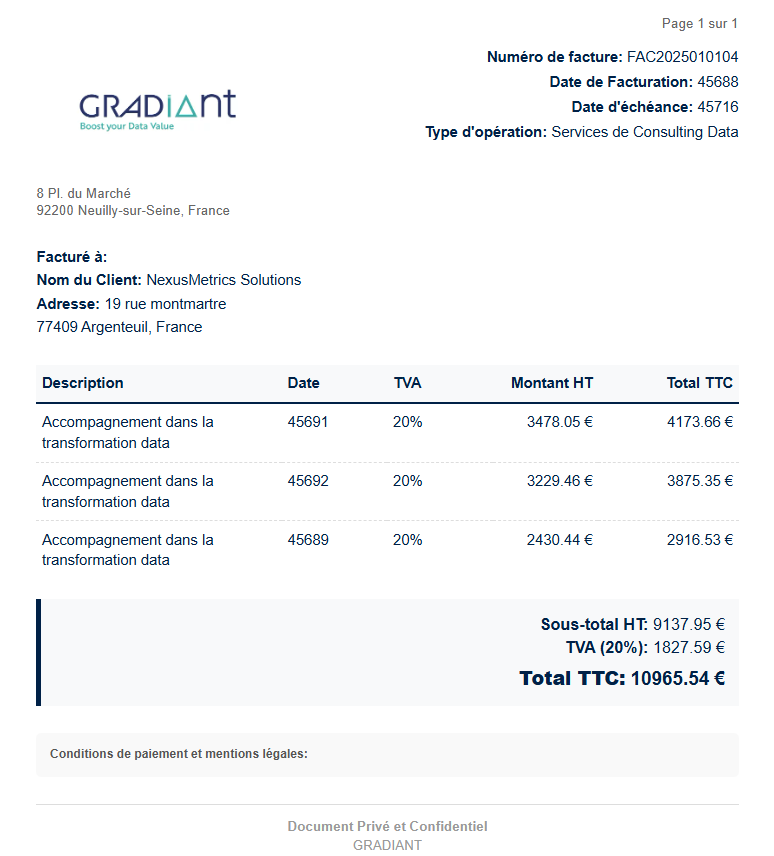 Page 1 sur 1
Numéro de facture: FAC2025010104
Date de Facturation: 45688
Date d'échéance: 45716
Type d'opération: Services de Consulting Data
GRADIANT
Boost your Data Value
8 Pl. du Marché
92200 Neuilly-sur-Seine, France
Facturé à:
Nom du Client: NexusMetrics Solutions
Adresse: 19 rue montmartre
77409 Argenteuil, France
Description Date TVA Montant HT Total TTC
Accompagnement dans la 45691 20% 3478.05 € 4173.66 €
transformation data
Accompagnement dans la 45692 20% 3229.46 € 3875.35 €
transformation data
Accompagnement dans la 45689 20% 2430.44 € 2916.53 €
transformation data
Sous-total HT: 9137.95 €
TVA (20%): 1827.59 €
Total TTC: 10965.54 €
Conditions de paiement et mentions légales:
Document Privé et Confidentiel
GRADIANT